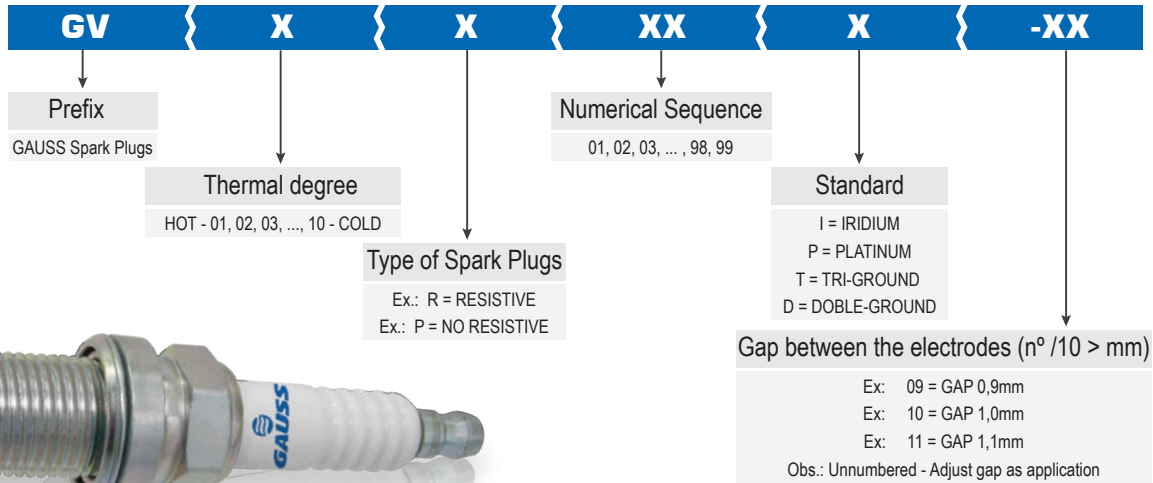 GV X X XX X -XX
Prefix
GAUSS Spark Plugs
Thermal degree
HOT - 01, 02, 03, ..., 10 - COLD
Type of Spark Plugs
Ex.: R = RESISTIVE
Ex.: P = NO RESISTIVE
Numerical Sequence
01, 02, 03, ... , 98, 99
Standard
I = IRIDIUM
P = PLATINUM
T = TRI-GROUND
D = DOBLE-GROUND
Gap between the electrodes (nº /10 > mm)
Ex: 09 = GAP 0,9mm
Ex: 10 = GAP 1,0mm
Ex: 11 = GAP 1,1mm
Obs.: Unnumbered - Adjust gap as application
GAUSS